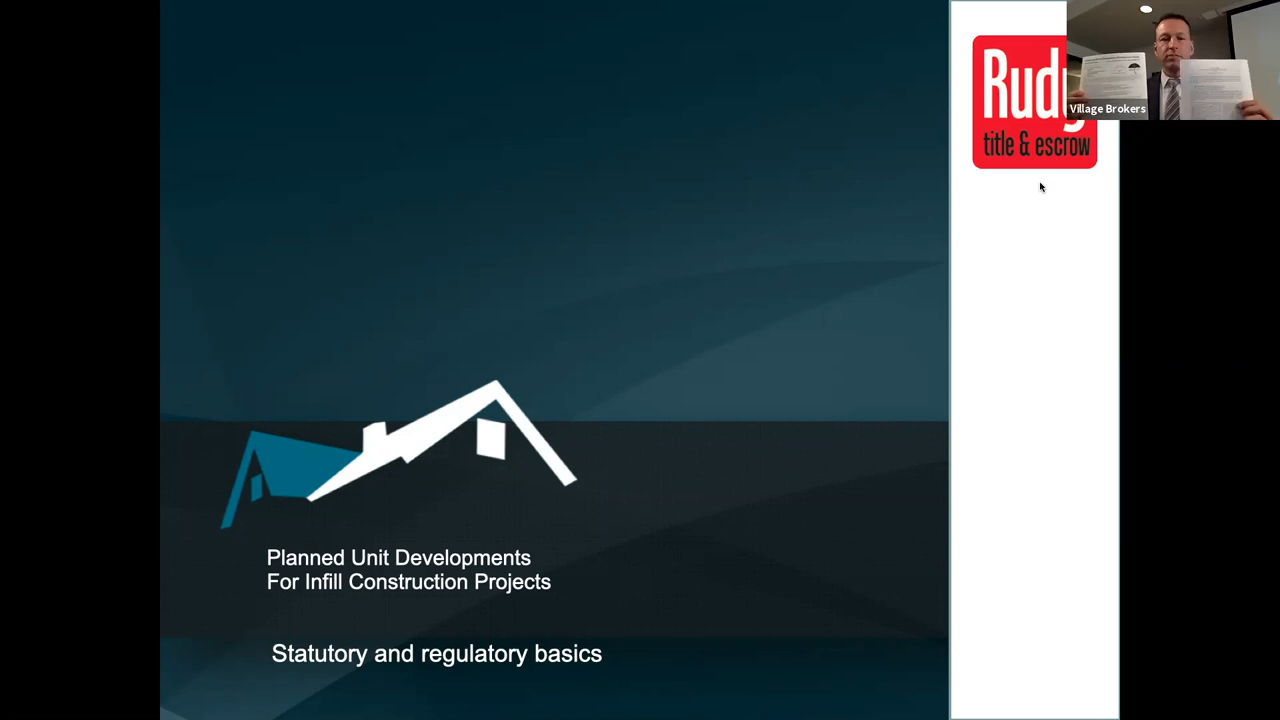 Rudy
title & escrow
Village Brokers
Planned Unit Developments
For Infill Construction Projects
Statutory and regulatory basics